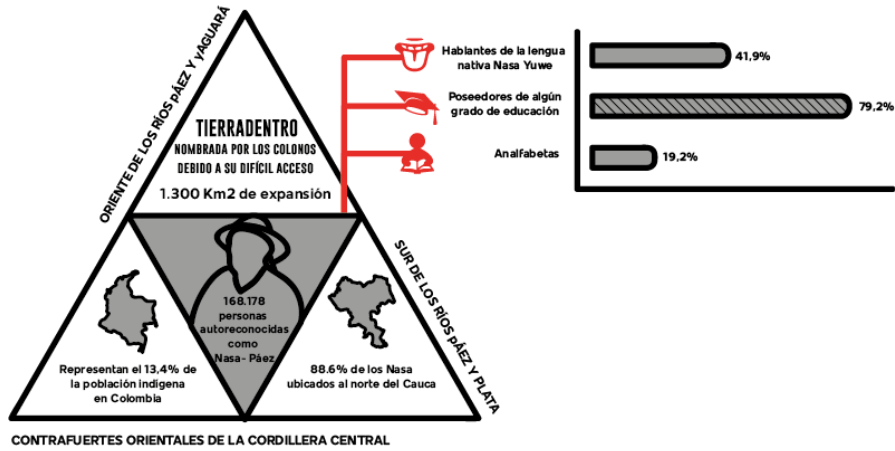 ORIENTE DE LOS RÍOS pÁEZ Y yAGUARÁ
TIERRADENTRO
NOMBRADA POR LOS COLONOS
DEBIDO A SU DIFÍCIL ACCESO
1.300 Km2 de expansión
Hablantes de la lengua
nativa Nasa Yuwe
41,9%
Poseedores de algún
grado de educación
79,2%
Analfabetas
19,2%
168.178
personas
autoreconocidas
como
Nasa- Páez
Representan el 13,4% de
la población indigena
en Colombia
88.6% de los Nasa
ubicados al norte del Cauca
SUR DE LOS RÍOS pÁEZ Y PLATA
CONTRAFUERTES ORIENTALES DE LA CORDILLERA CENTRAL